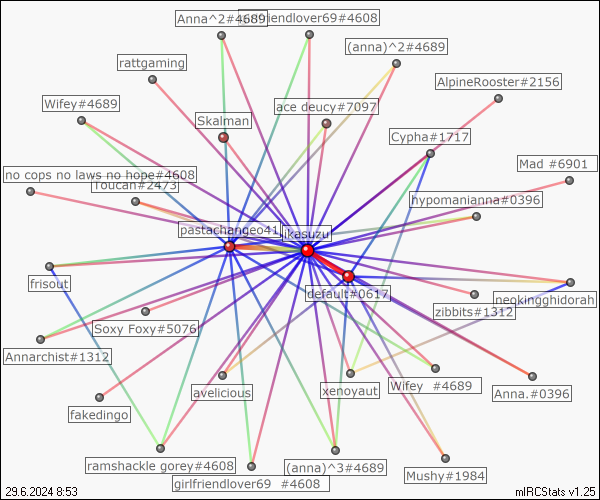 Anna^2#4689
friendlover69#4608
(anna)^2#4689
rattgaming
AlpineRooster#2156
Wifey#4689
ace deucy#7097
Skalman
Cypha#1717
Mad #6901
no cops no laws no hope#4608
Toucan#2473
hypomanianna#0396
pastachangeo41
ikasuzu
frisout
default#0617
neokingghidorah
zibbits#1312
Soxy Foxy#5076
Annarchist#1312
avelicious
xenoyaut
Wifey #4689
Anna.#0396
fakedingo
ramshackle gorey#4608
(anna)^3#4689
Mushy#1984
girlfriendlover69 #4608
29.6.2024 8:53
mIRCStats v1.25